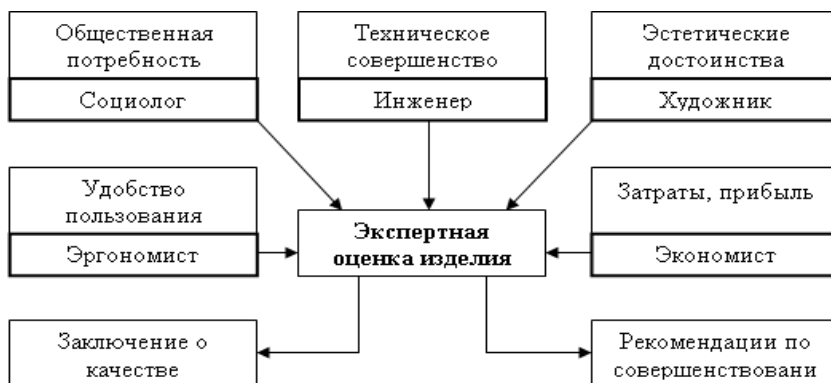 Общественная
потребность
Социолог
Техническое
совершенство
Инженер
Эстетические
достоинства
Художник
Удобство
пользования
Эргономист
Экспертная
оценка изделия
Затраты, прибыль
Экономист
Заключение о
качестве
Рекомендации по
совершенствовани